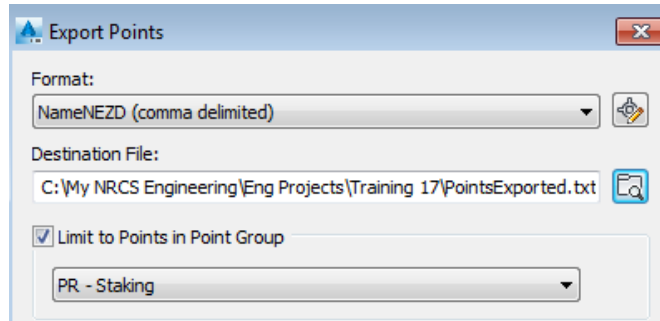 Export Points
Format:
NameNEZD (comma delimited)
Destination File:
C:\My NRCS Engineering\Eng Projects\Training 17\PointsExported.txt
Limit to Points in Point Group
PR - Staking